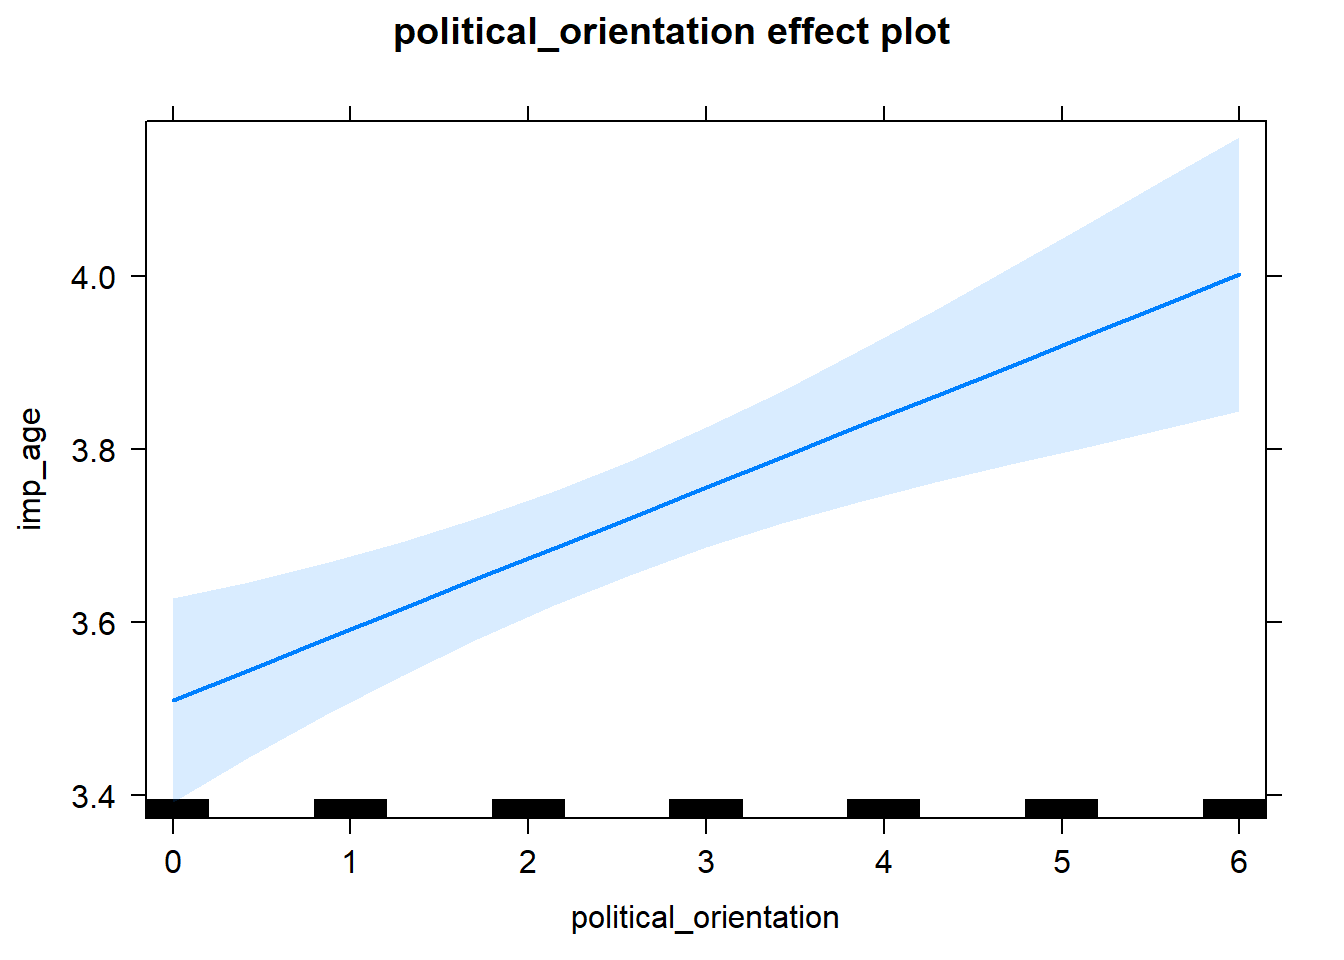 political_orientation effect plot
4.0
3.8
3.6
3.4
imp_age
0 1 2 3 4 5 6
political_orientation